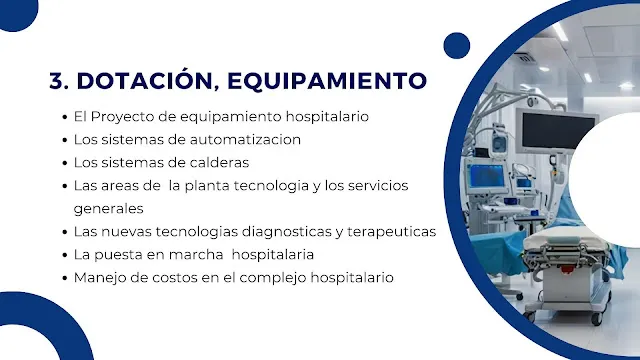 3. DOTACIÓN, EQUIPAMIENTO
• El Proyecto de equipamiento hospitalario
• Los sistemas de automatizacion
• Los sistemas de calderas
• Las areas de  la planta tecnologia y los servicios
generales
• Las nuevas tecnologias diagnosticas y terapeuticas
• La puesta en marcha  hospitalaria
• Manejo de costos en el complejo hospitalario